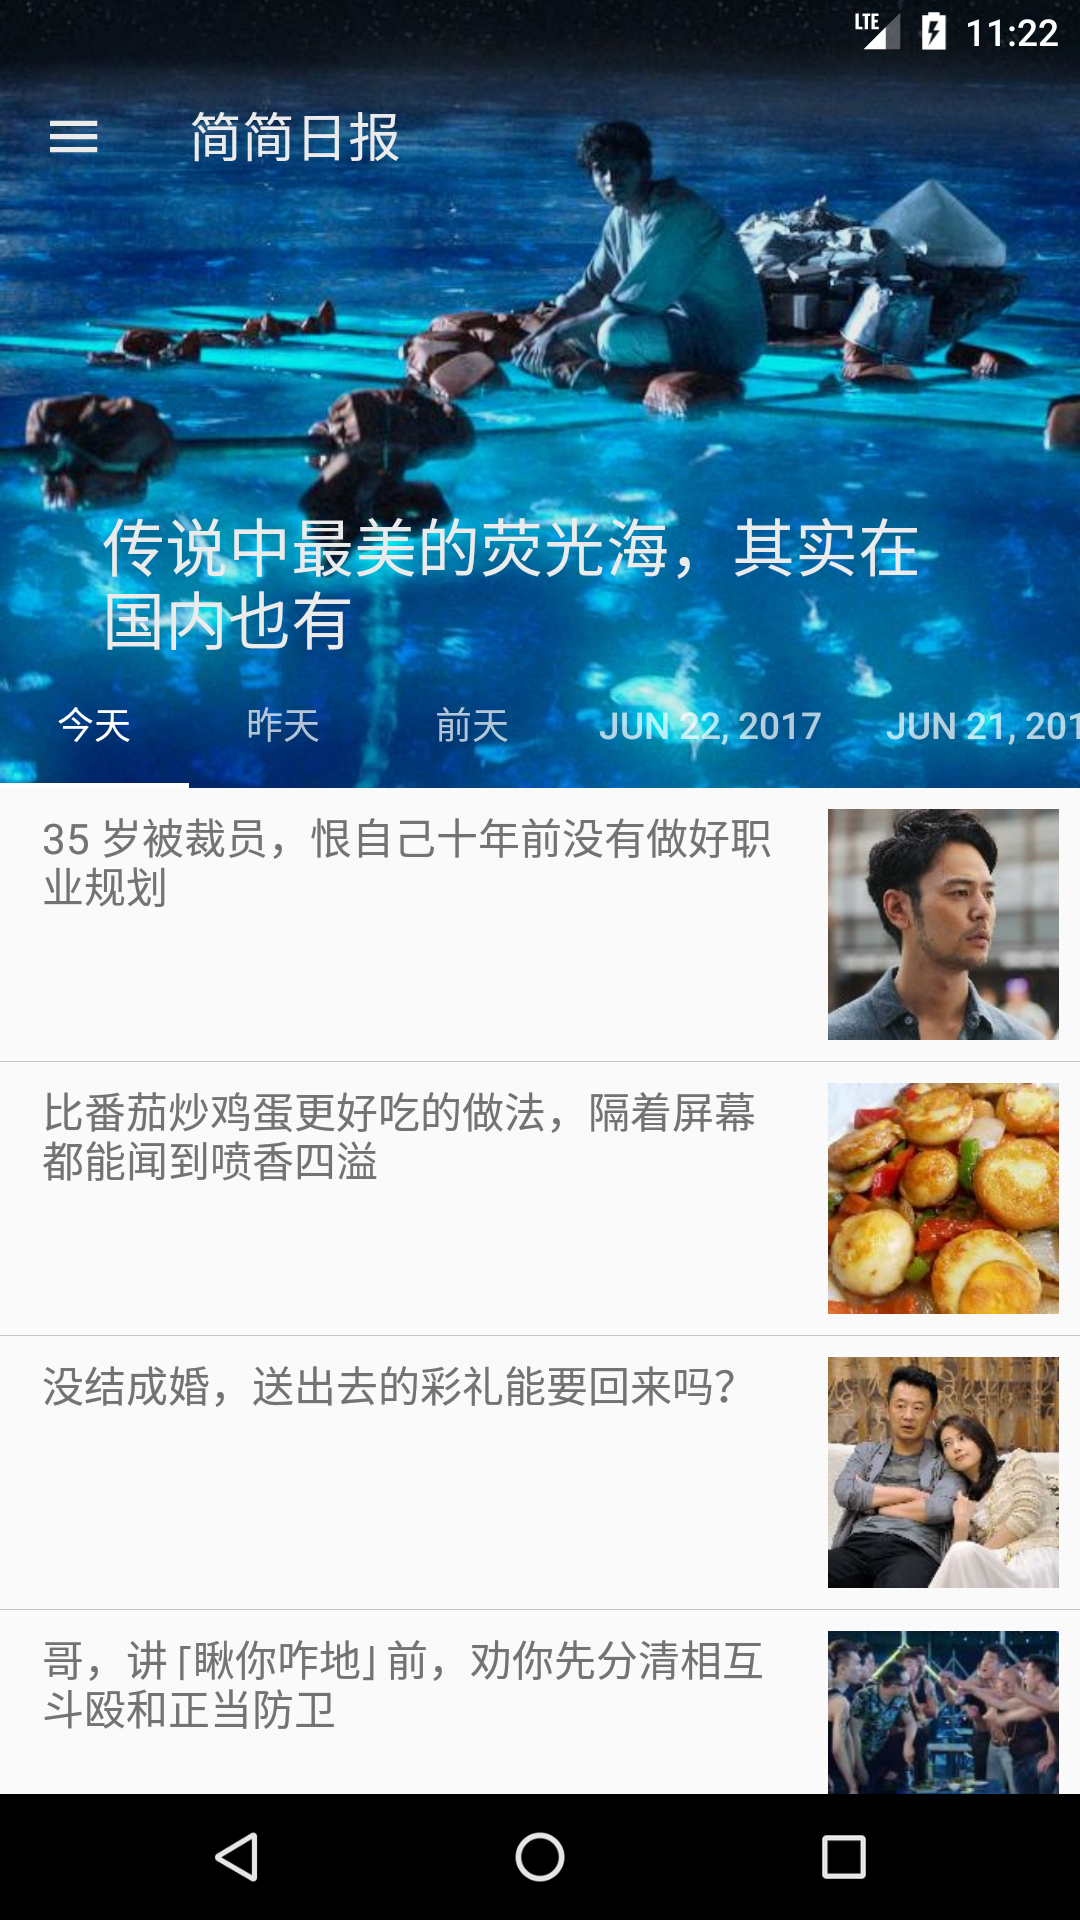 LTE 11:22
简简日报
传说中最美的荧光海，其实在
国内也有
今天 昨天 前天 JUN 22, 2017 JUN 21, 201
35 岁被裁员，恨自己十年前没有做好职
业规划
比番茄炒鸡蛋更好吃的做法，隔着屏幕
都能闻到喷香四溢
没结成婚，送出去的彩礼能要回来吗？
哥，讲「瞅你咋地」前，劝你先分清相互
斗殴和正当防卫